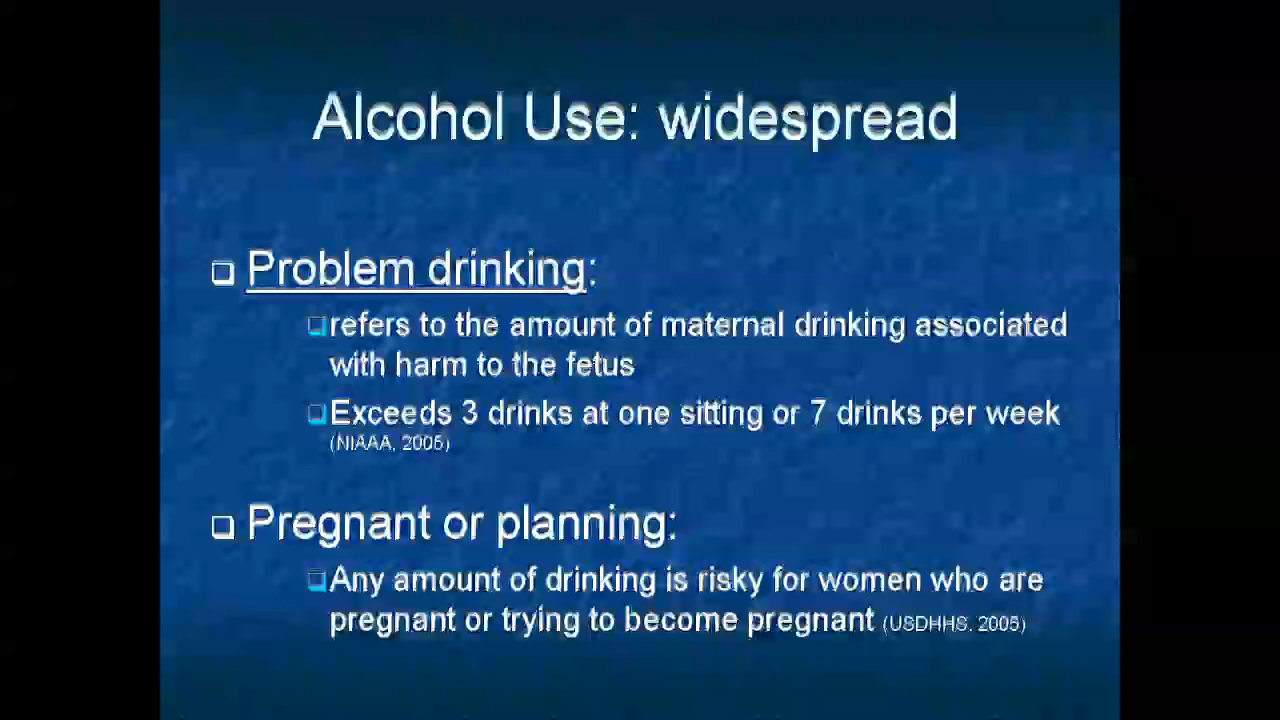 Alcohol Use: widespread
Problem drinking:
refers to the amount of maternal drinking associated
with harm to the fetus
Exceeds 3 drinks at one sitting or 7 drinks per week
(NIAAA, 2005)
Pregnant or planning:
Any amount of drinking is risky for women who are
pregnant or trying to become pregnant (USDHHS, 2005)